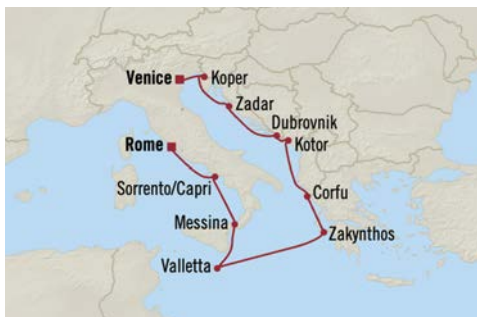 Venice
Koper
Zadar
Dubrovnik
Kotor
Rome
Sorrento/Capri
Corfu
Messina
Zakynthos
Valletta